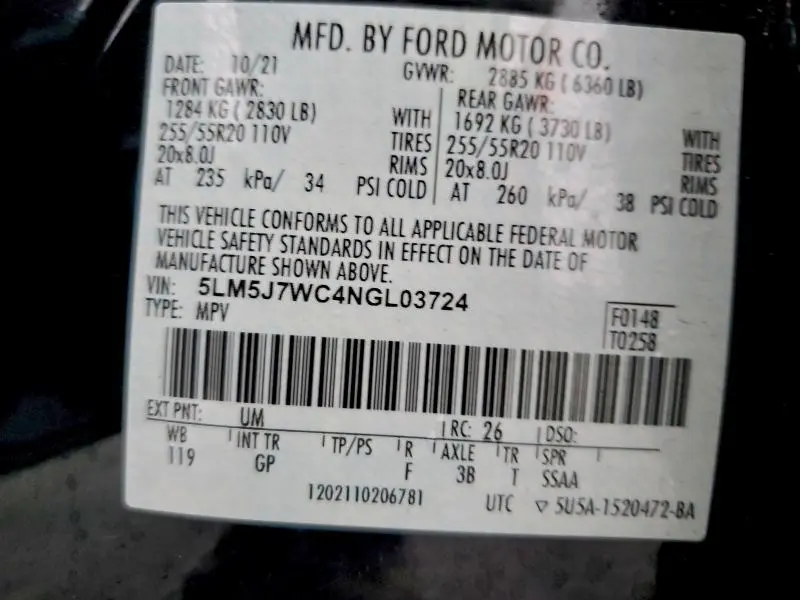 MFD. BY FORD MOTOR CO.
DATE: 10/21 GVWR: 2885 KG ( 6360 LB)
FRONT GAWR: REAR GAWR:
1284 KG ( 2830 LB) WITH 1692 KG ( 3730 LB) WITH
255/55R20 110V TIRES 255/55R20 110V TIRES
20x8.0J RIMS 20x8.0J RIMS
AT 235 kPa/ 34 PSI COLD AT 260 kPa/ 38 PSI COLD
THIS VEHICLE CONFORMS TO ALL APPLICABLE FEDERAL MOTOR
VEHICLE SAFETY STANDARDS IN EFFECT ON THE DATE OF
MANUFACTURE SHOWN ABOVE.
VIN: 5LM5J7WC4NGL03724
TYPE: MPV F0148
T0258
EXT PNT: UM RC: 26 DSO:
WB INT TR TP/PS R AXLE TR SPR
119 GP F 3B T SSAA
1202110206781 UTC ▽ 5U5A-1520472-BA